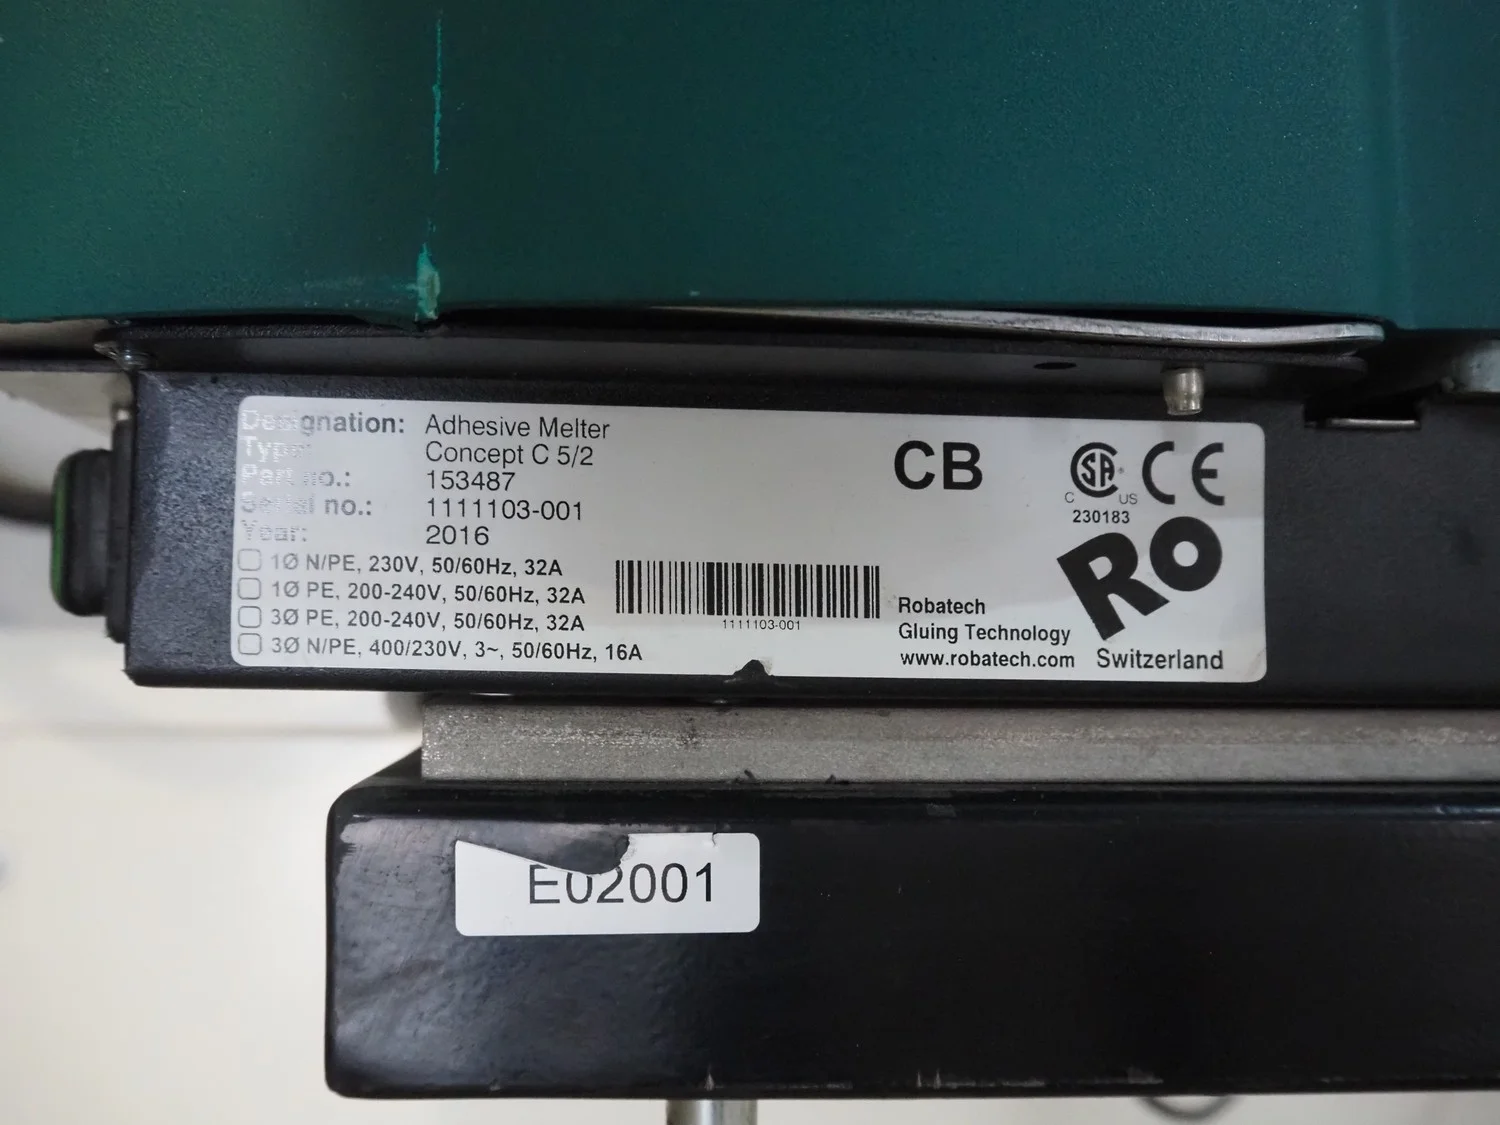 Designation: Adhesive Melter
Type: Concept C 5/2
Part no.: 153487
Serial no.: 1111103-001
Year: 2016
1Ø N/PE, 230V, 50/60Hz, 32A
1Ø PE, 200-240V, 50/60Hz, 32A
3Ø PE, 200-240V, 50/60Hz, 32A
3Ø N/PE, 400/230V, 3~, 50/60Hz, 16A
1111103-001
CB
C SA ® US
CE
230183
Ro
Robatech
Gluing Technology
www.robatech.com
Switzerland
E02001